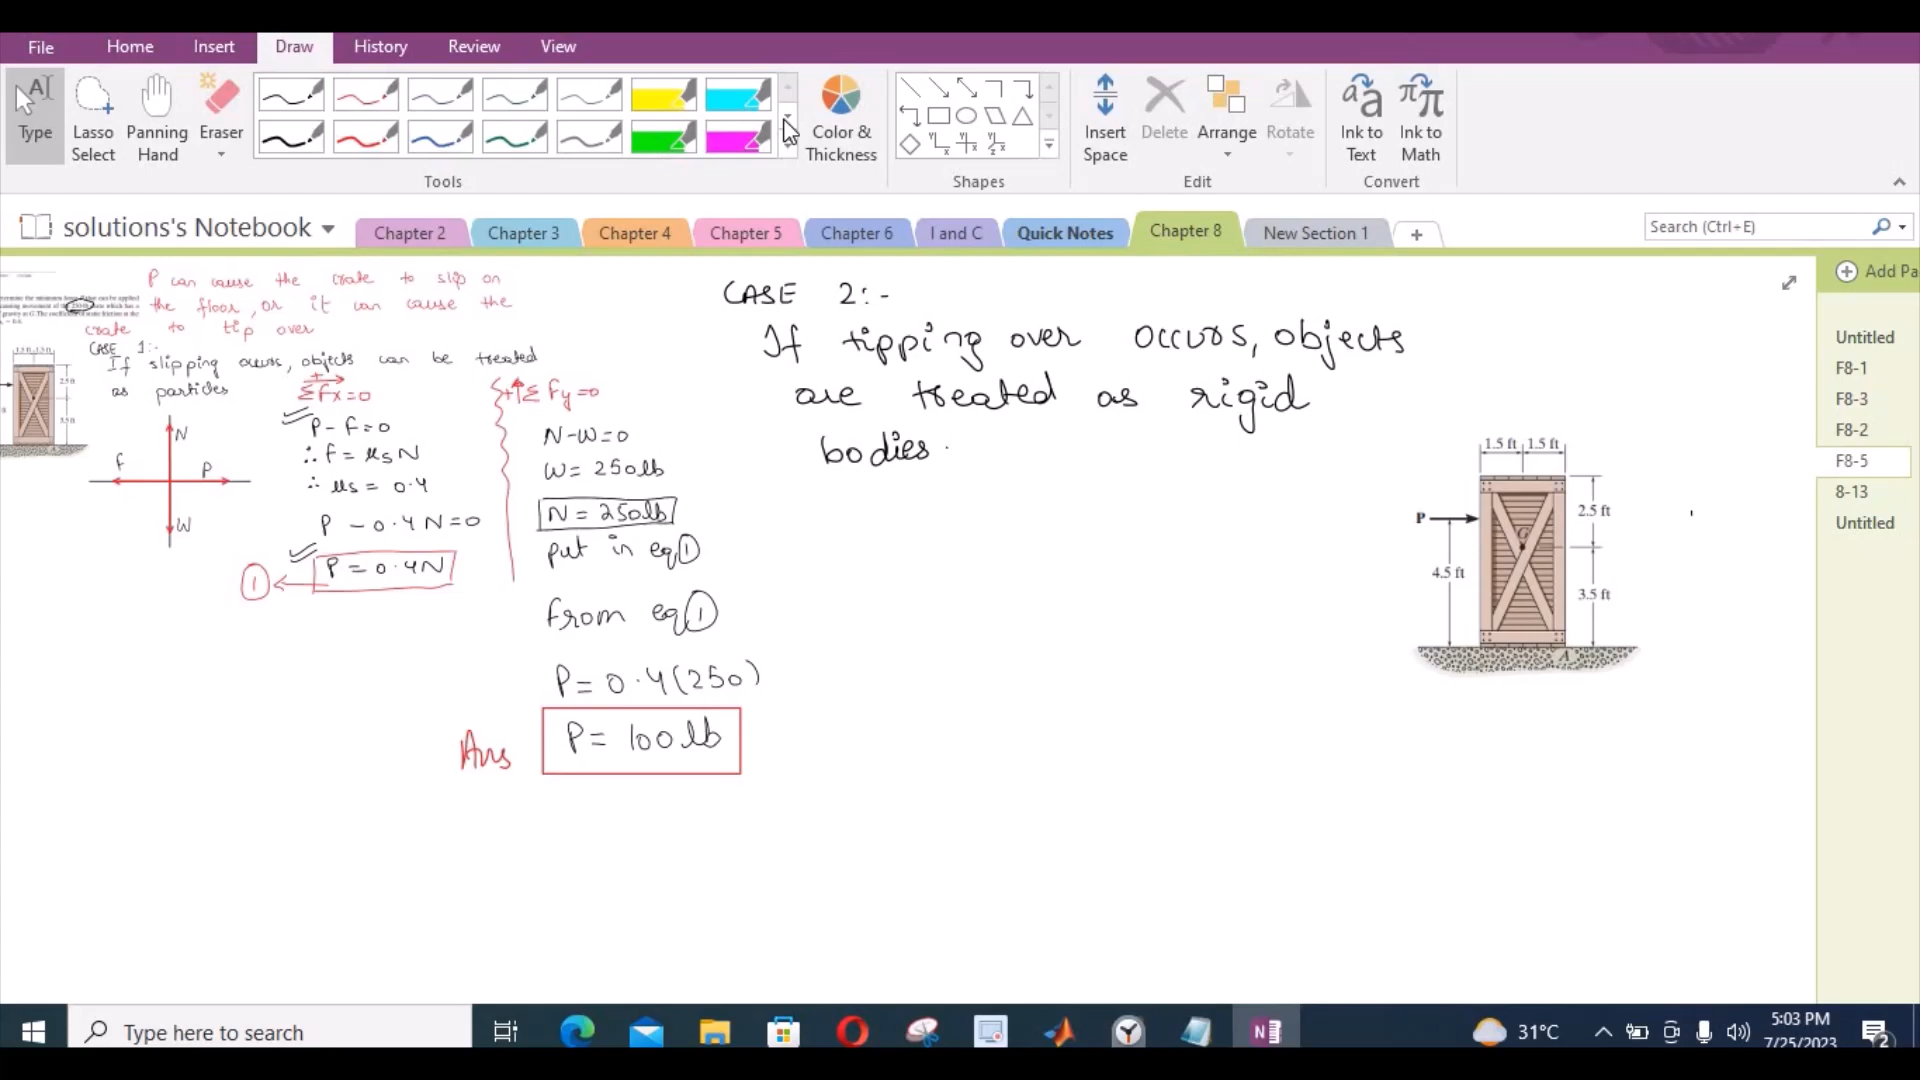 File Home Insert Draw History Review View
Type
Lasso Select
Panning Hand
Eraser
Color & Thickness
Insert Space
Delete
Arrange
Rotate
Ink to Text
Ink to Math
Tools
Shapes
Edit
Convert
solutions's Notebook
Chapter 2 Chapter 3 Chapter 4 Chapter 5 Chapter 6 I and C Quick Notes Chapter 8 New Section 1
Search (Ctrl+E)
Add Pa
Untitled
F8-1
F8-3
F8-2
F8-5
8-13
Untitled
P can cause the crate to slip on
the floor, or it can cause the
crate to tip over
CASE 1:-
If slipping occurs, objects can be treated
as particles
N
f
P
W
ΣFx=0
P-f=0
∴ f = μsN
∴ μs = 0.4
P - 0.4N=0
P = 0.4N
1
+↑ΣFy=0
N-W=0
W= 250lb
N= 250lb
put in eq 1
from eq 1
P= 0.4(250)
Ans P= 100lb
CASE 2:-
If tipping over occurs, objects
are treated as rigid
bodies.
1.5 ft 1.5 ft
2.5 ft
P
G
4.5 ft
3.5 ft
A
Type here to search
31°C
5:03 PM
7/25/2023
2